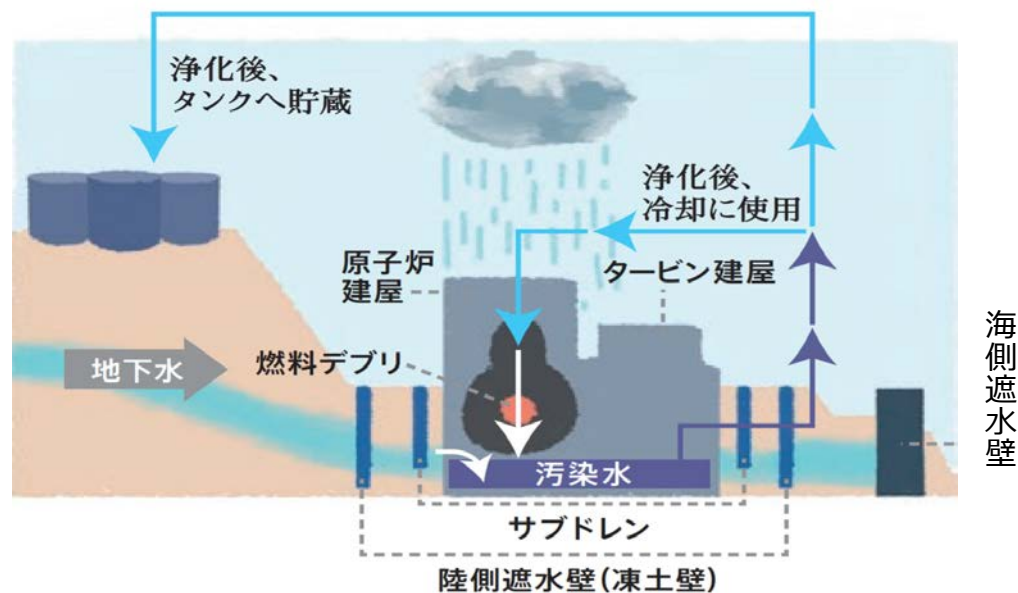 浄化後、
タンクへ貯蔵
浄化後、
冷却に使用
原子炉
建屋
タービン建屋
燃料デブリ
地下水
汚染水
サブドレン
陸側遮水壁(凍土壁)
海側遮水壁